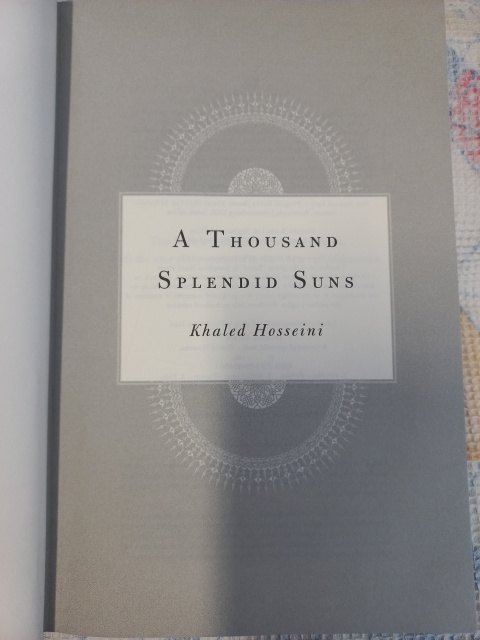 A THOUSAND
SPLENDID SUNS
Khaled Hosseini